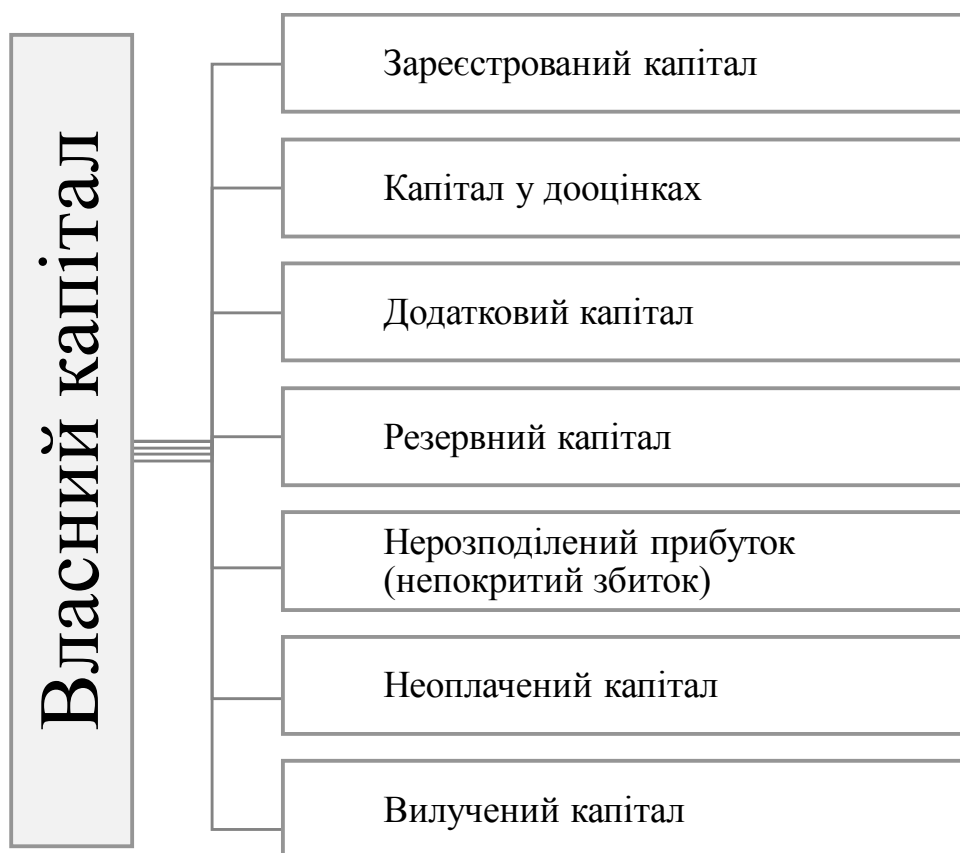 Власний капітал
Зареєстрований капітал
Капітал у дооцінках
Додатковий капітал
Резервний капітал
Нерозподілений прибуток
(непокритий збиток)
Неоплачений капітал
Вилучений капітал